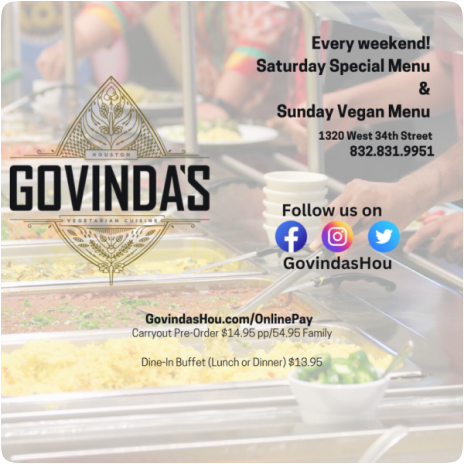 Every weekend!
Saturday Special Menu
&
Sunday Vegan Menu
1320 West 34th Street
832.831.9951
HOUSTON
GOVINDA'S
VEGETARIAN CUISINE
Follow us on
GovindasHou
GovindasHou.com/OnlinePay
Carryout Pre-Order $14.95 pp/54.95 Family
Dine-In Buffet (Lunch or Dinner) $13.95